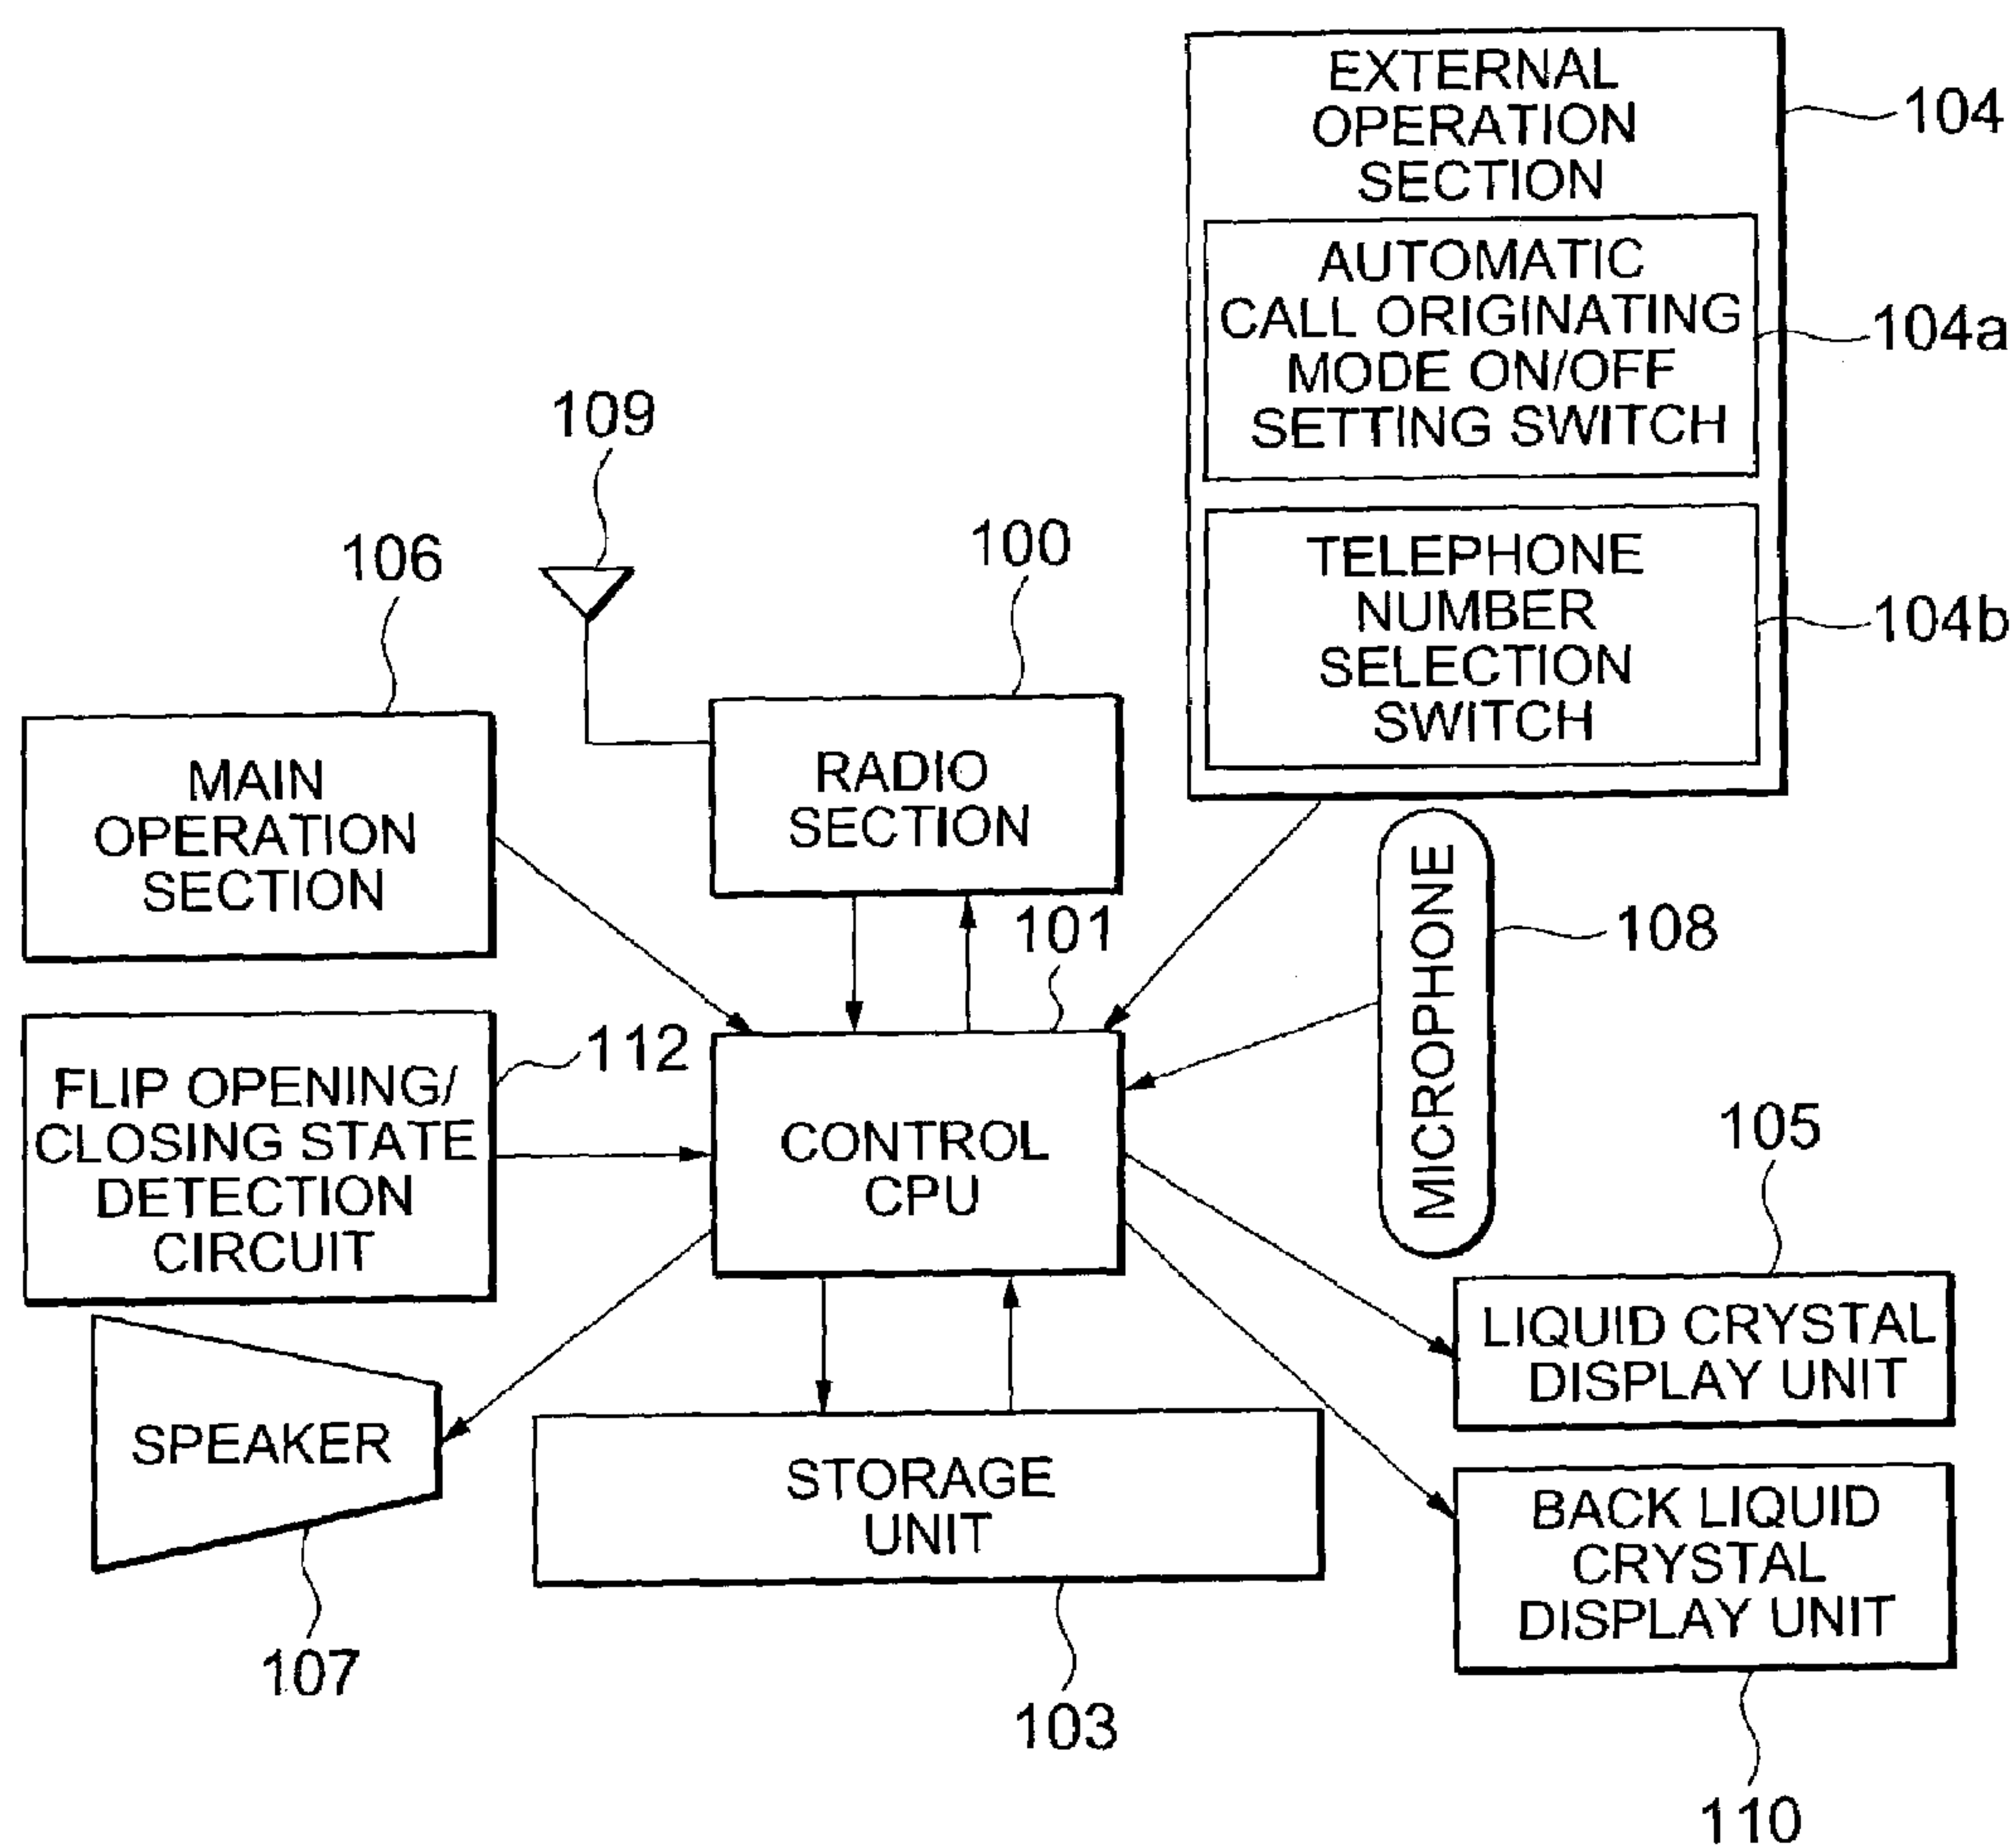 EXTERNAL
OPERATION
SECTION
104
AUTOMATIC
CALL ORIGINATING
MODE ON/OFF
SETTING SWITCH
104a
TELEPHONE
NUMBER
SELECTION
SWITCH
104b
109
106
100
MAIN
OPERATION
SECTION
RADIO
SECTION
101
MICROPHONE
108
112
FLIP OPENING/
CLOSING STATE
DETECTION
CIRCUIT
CONTROL
CPU
105
LIQUID CRYSTAL
DISPLAY UNIT
SPEAKER
107
STORAGE
UNIT
103
BACK LIQUID
CRYSTAL
DISPLAY UNIT
110